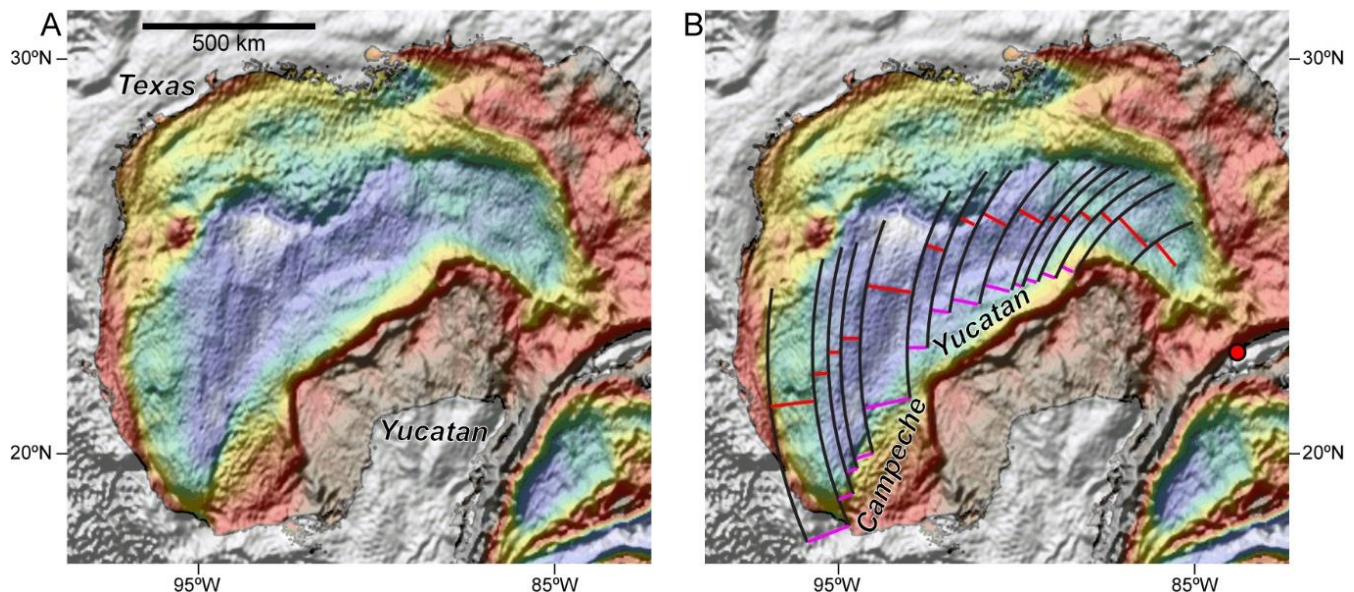 A
500 km
Texas
Yucatan
30ºN
20ºN
95ºW
85ºW
B
Yucatan
Campeche
30ºN
20ºN
95ºW
85ºW